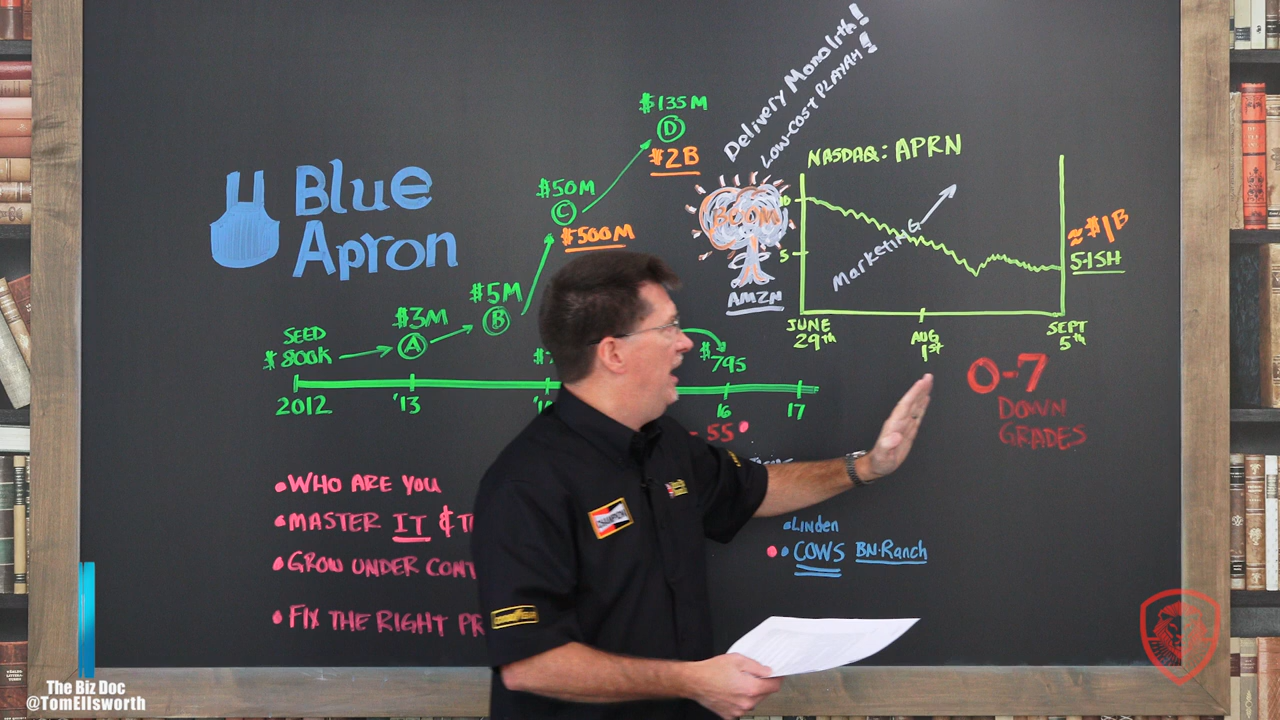 Delivery Monolith!
Low-Cost PLAYAH!
$135M
D
$2B
NASDAQ: APRN
Blue
Apron
$50M
C
$500M
BOOM
AMZN
10
5
Marketing
≈$1B
5.15H
JUNE
29th
AUG
1st
SEPT
5th
SEED
$800K
$3M
A
$5M
B
$795
2012
'13
16
17
55
0-7
DOWN
GRADES
•WHO ARE YOU
•MASTER IT &
•GROW UNDER
•FIX THE RIGHT
Linden
COWS BN·Ranch
CHAMPION
The Biz Doc
@TomEllsworth